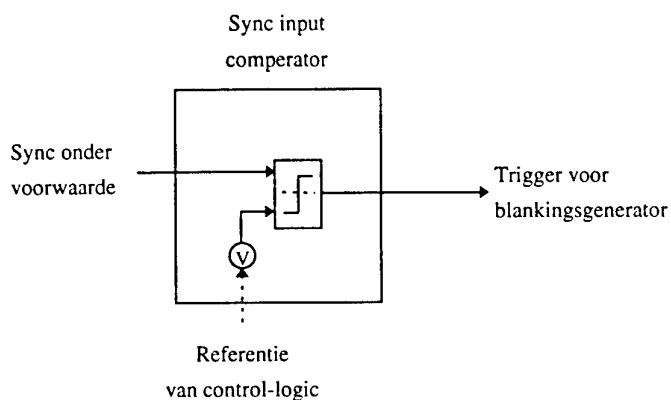 Sync input
comperator
Sync onder
voorwaarde
Trigger voor
blankingsgenerator
V
Referentie
van control-logic